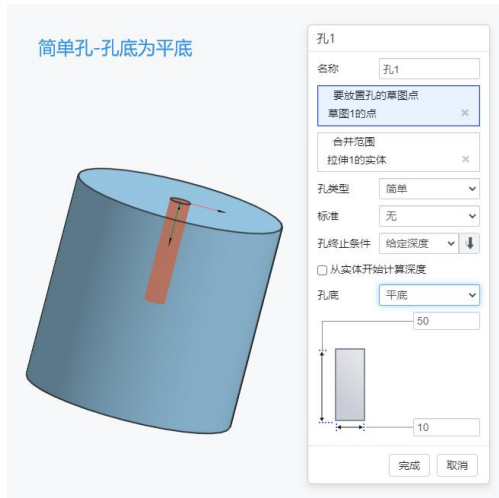 简单孔-孔底为平底
孔1
名称 孔1
要放置孔的草图点
草图1的点 ×
合并范围
拉伸1的实体 ×
孔类型 简单
标准 无
孔终止条件 给定深度
从实体开始计算深度
孔底 平底
50
10
完成 取消